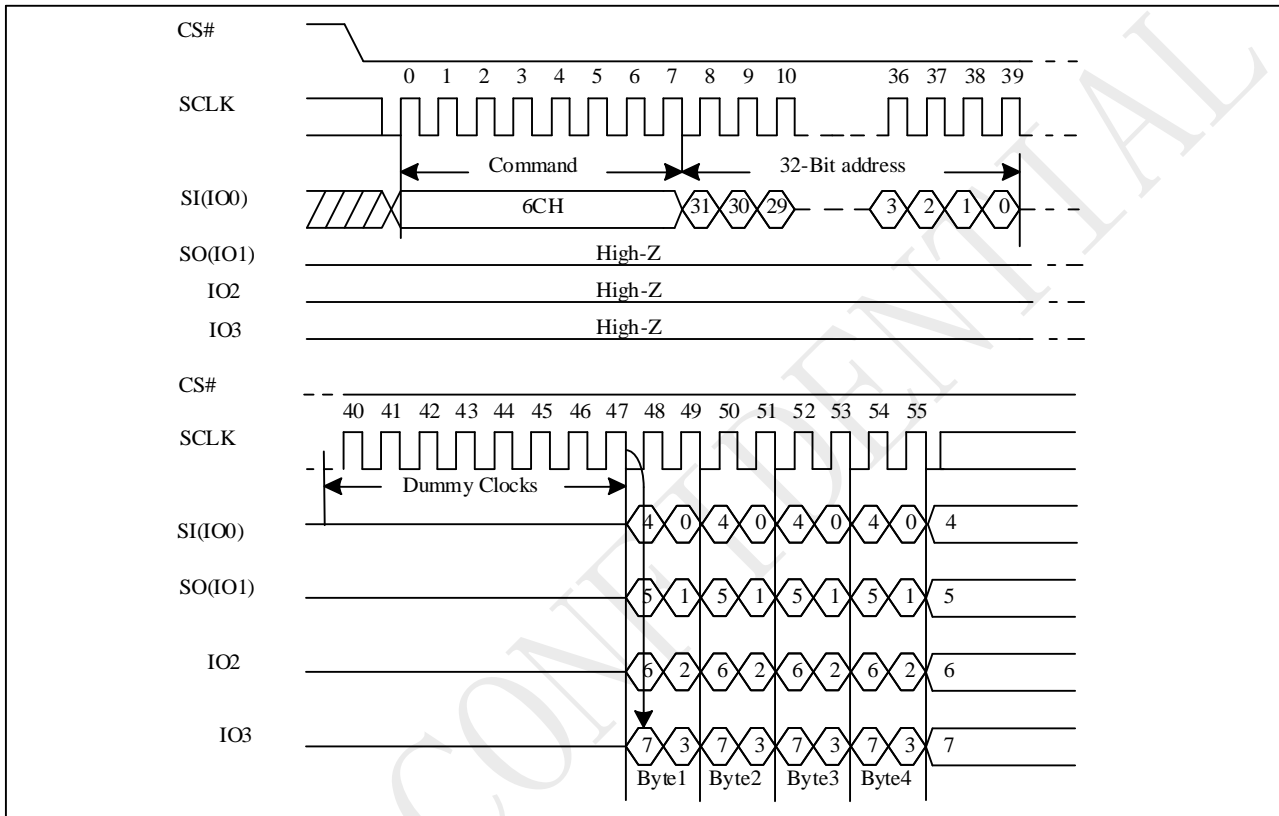 CS#
0 1 2 3 4 5 6 7 8 9 10 36 37 38 39
SCLK
Command 32-Bit address
SI(IO0) 6CH 31 30 29 3 2 1 0
SO(IO1) High-Z
IO2 High-Z
IO3 High-Z
CS#
40 41 42 43 44 45 46 47 48 49 50 51 52 53 54 55
SCLK
Dummy Clocks
SI(IO0) 4 0 4 0 4 0 4 0 4
SO(IO1) 5 1 5 1 5 1 5 1 5
IO2 6 2 6 2 6 2 6 2 6
IO3 7 3 7 3 7 3 7 3 7
Byte1 Byte2 Byte3 Byte4
CONFIDENTIAL